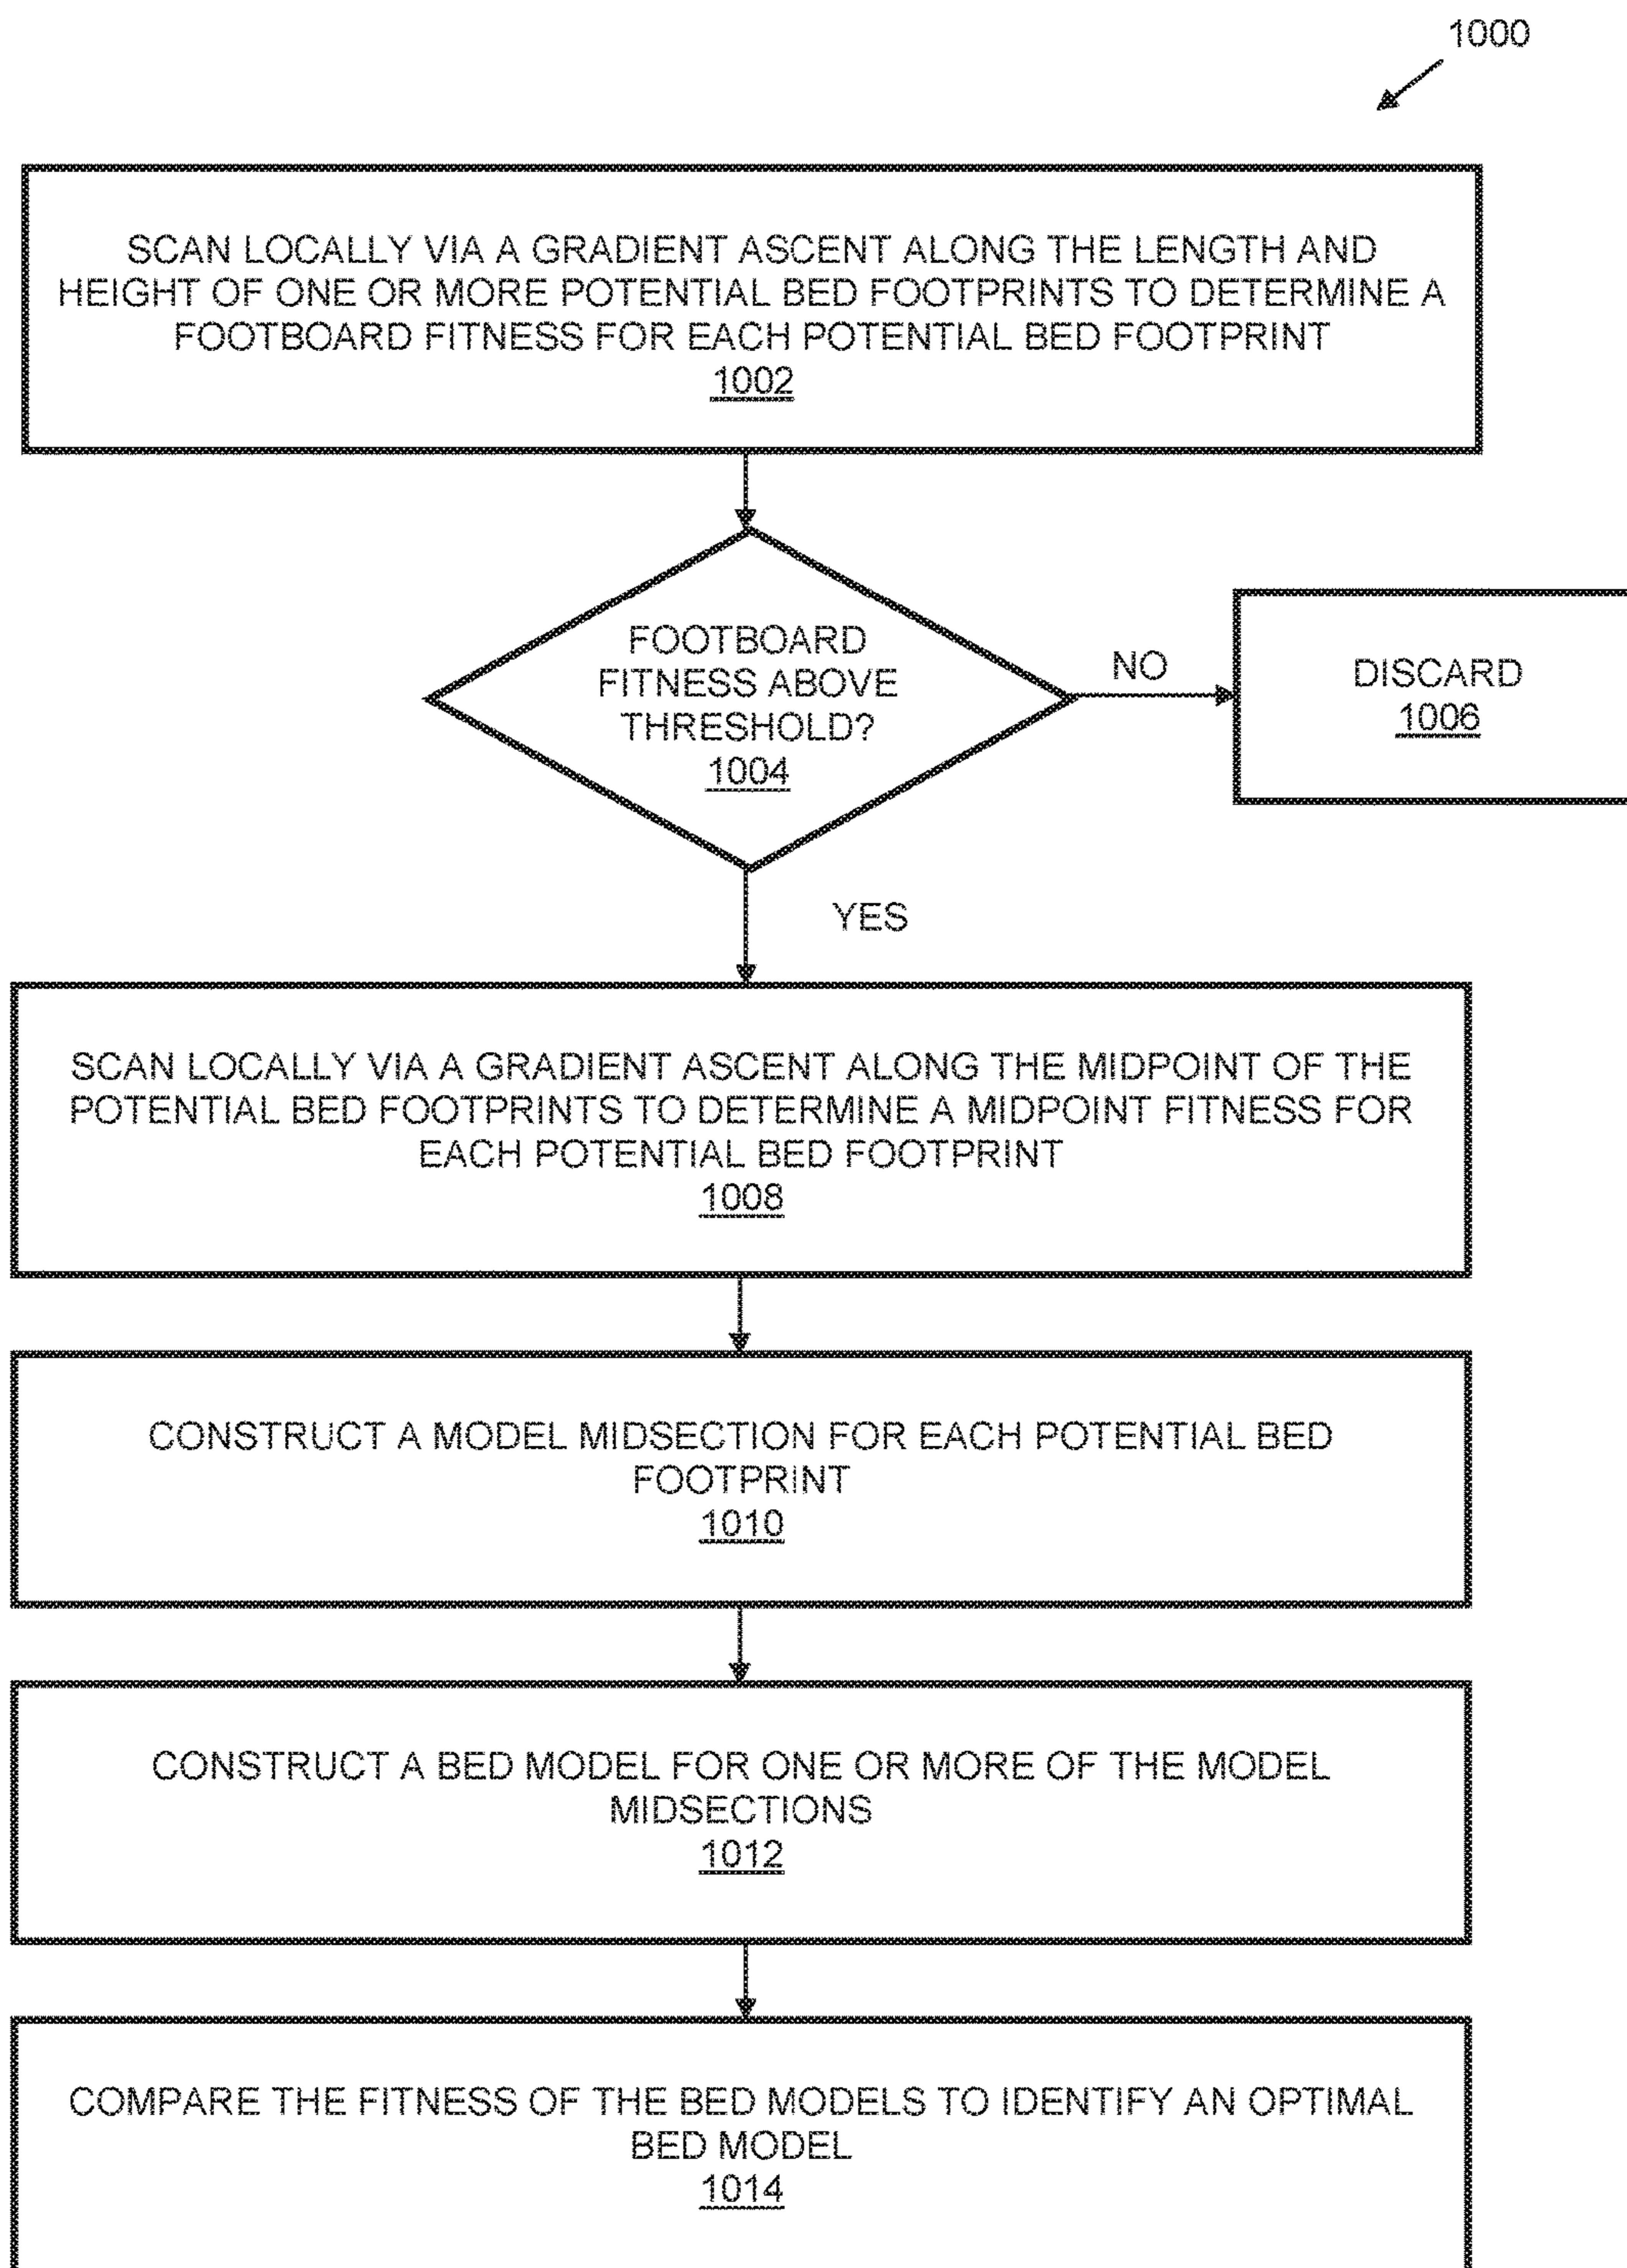 1000
SCAN LOCALLY VIA A GRADIENT ASCENT ALONG THE LENGTH AND
HEIGHT OF ONE OR MORE POTENTIAL BED FOOTPRINTS TO DETERMINE A
FOOTBOARD FITNESS FOR EACH POTENTIAL BED FOOTPRINT
1002
FOOTBOARD
FITNESS ABOVE
THRESHOLD?
1004
NO
DISCARD
1006
YES
SCAN LOCALLY VIA A GRADIENT ASCENT ALONG THE MIDPOINT OF THE
POTENTIAL BED FOOTPRINTS TO DETERMINE A MIDPOINT FITNESS FOR
EACH POTENTIAL BED FOOTPRINT
1008
CONSTRUCT A MODEL MIDSECTION FOR EACH POTENTIAL BED
FOOTPRINT
1010
CONSTRUCT A BED MODEL FOR ONE OR MORE OF THE MODEL
MIDSECTIONS
1012
COMPARE THE FITNESS OF THE BED MODELS TO IDENTIFY AN OPTIMAL
BED MODEL
1014